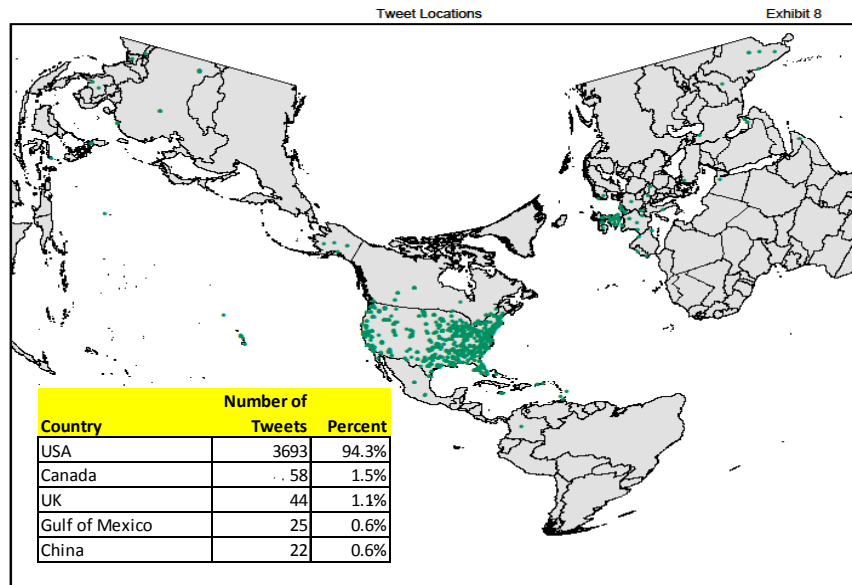 Tweet Locations Exhibit 8
Number of
Country Tweets Percent
USA 3693 94.3%
Canada 58 1.5%
UK 44 1.1%
Gulf of Mexico 25 0.6%
China 22 0.6%